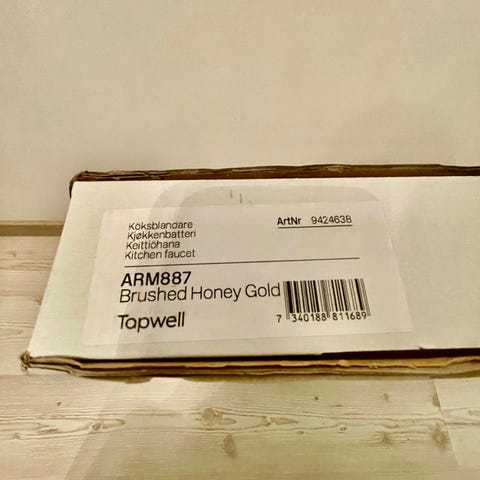 Köksblandare
Kjøkkenbatteri
Keittiöhana
Kitchen faucet
ArtNr 9424638
ARM887
Brushed Honey Gold
Tapwell
7 340188 811689